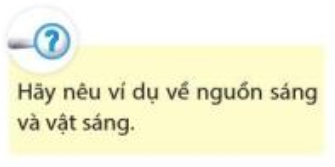 ?
Hãy nêu ví dụ về nguồn sáng
và vật sáng.